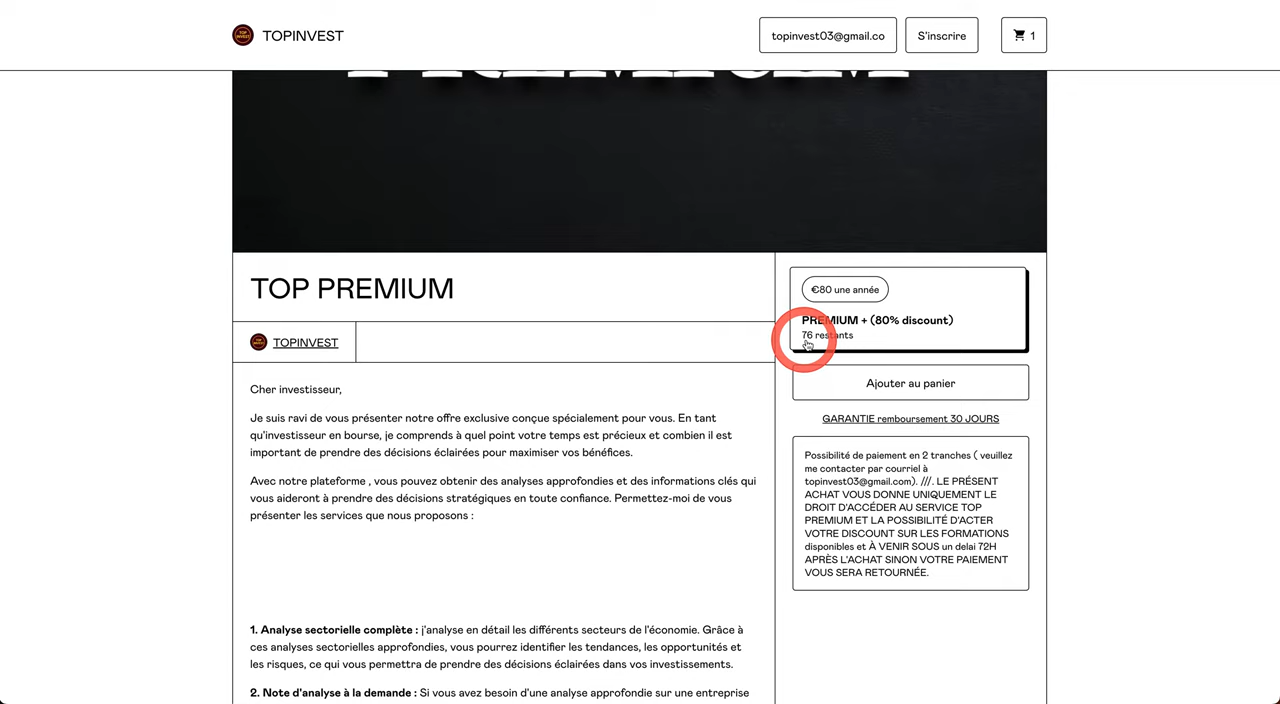 TOP INVEST
TOPINVEST
topinvest03@gmail.co
S'inscrire
1
PREMIUM
TOP PREMIUM
TOPINVEST
Cher investisseur,
Je suis ravi de vous présenter notre offre exclusive conçue spécialement pour vous. En tant
qu'investisseur en bourse, je comprends à quel point votre temps est précieux et combien il est
important de prendre des décisions éclairées pour maximiser vos bénéfices.
Avec notre plateforme , vous pouvez obtenir des analyses approfondies et des informations clés qui
vous aideront à prendre des décisions stratégiques en toute confiance. Permettez-moi de vous
présenter les services que nous proposons :
1. Analyse sectorielle complète : j'analyse en détail les différents secteurs de l'économie. Grâce à
ces analyses sectorielles approfondies, vous pourrez identifier les tendances, les opportunités et
les risques, ce qui vous permettra de prendre des décisions éclairées dans vos investissements.
2. Note d'analyse à la demande : Si vous avez besoin d'une analyse approfondie sur une entreprise
€80 une année
PREMIUM + (80% discount)
76 restants
Ajouter au panier
GARANTIE remboursement 30 JOURS
Possibilité de paiement en 2 tranches ( veuillez
me contacter par courriel à
topinvest03@gmail.com). ///. LE PRÉSENT
ACHAT VOUS DONNE UNIQUEMENT LE
DROIT D'ACCÉDER AU SERVICE TOP
PREMIUM ET LA POSSIBILITÉ D'ACTER
VOTRE DISCOUNT SUR LES FORMATIONS
disponibles et À VENIR SOUS un delai 72H
APRÈS L'ACHAT SINON VOTRE PAIEMENT
VOUS SERA RETOURNÉE.